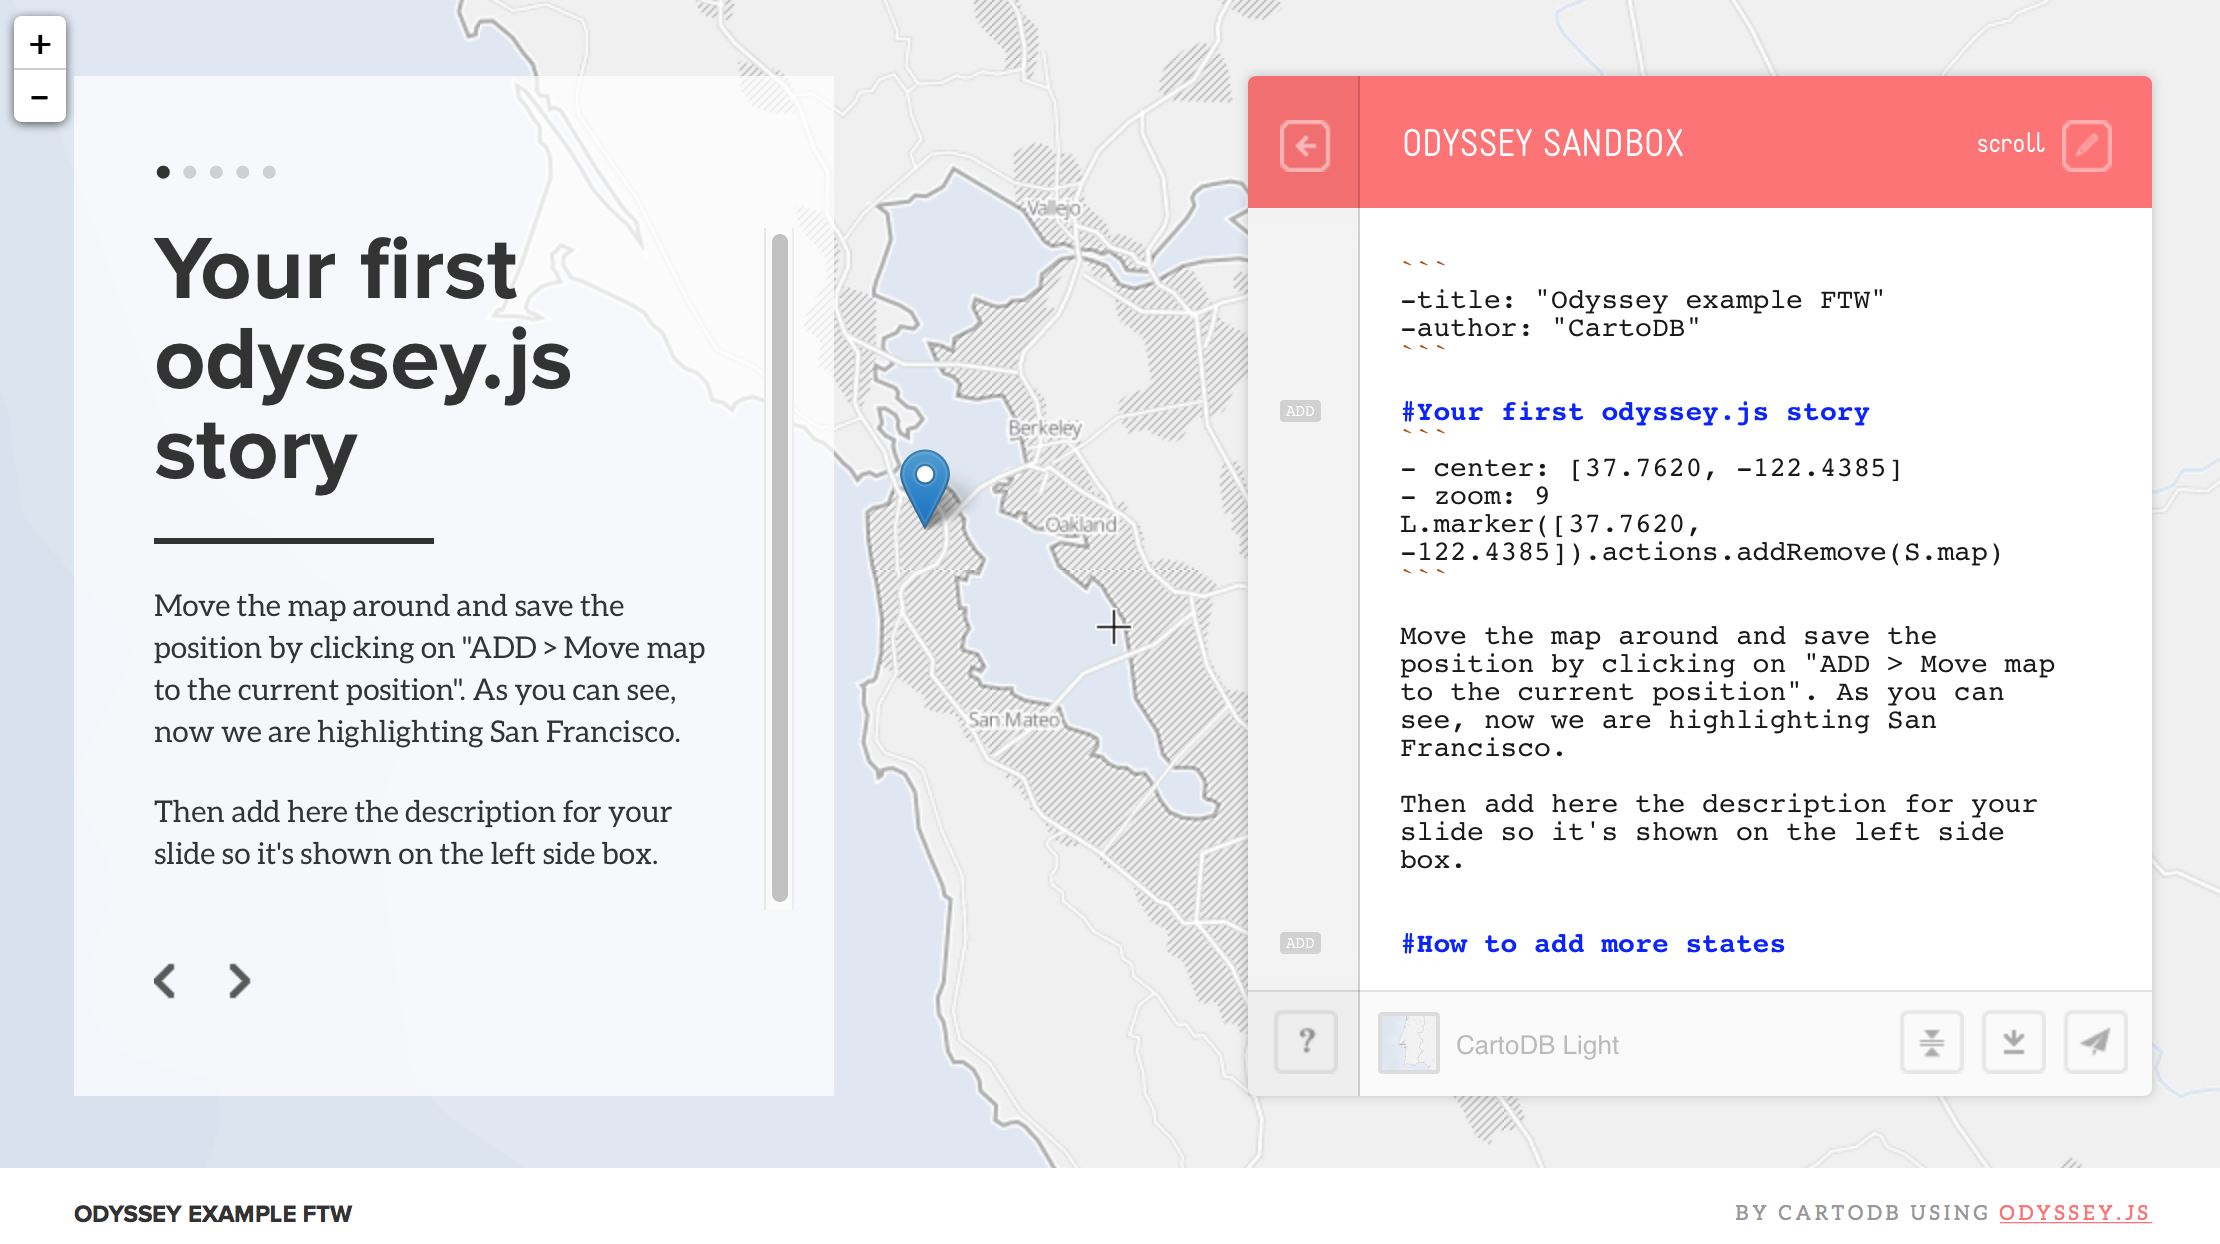 +
−
Your first
odyssey.js
story
Move the map around and save the
position by clicking on "ADD > Move map
to the current position". As you can see,
now we are highlighting San Francisco.
Then add here the description for your
slide so it's shown on the left side box.
Vallejo
Berkeley
Oakland
San Mateo
ODYSSEY SANDBOX
scroll
```
-title: "Odyssey example FTW"
-author: "CartoDB"
```
ADD
#Your first odyssey.js story
```
- center: [37.7620, -122.4385]
- zoom: 9
L.marker([37.7620,
-122.4385]).actions.addRemove(S.map)
```
Move the map around and save the
position by clicking on "ADD > Move map
to the current position". As you can
see, now we are highlighting San
Francisco.
Then add here the description for your
slide so it's shown on the left side
box.
ADD
#How to add more states
?
CartoDB Light
ODYSSEY EXAMPLE FTW
BY CARTODB USING ODYSSEY.JS